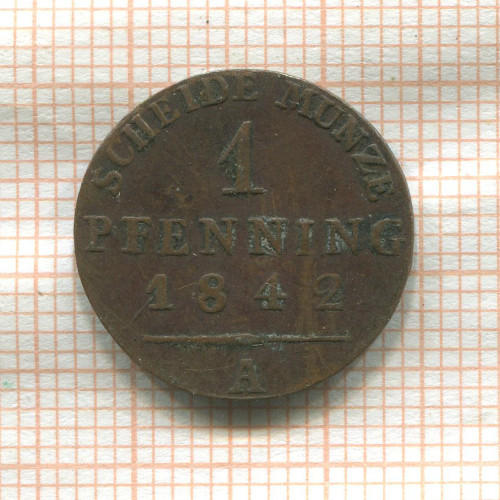 SCHEIDE MÜNZE
1
PFENNING
1842
A